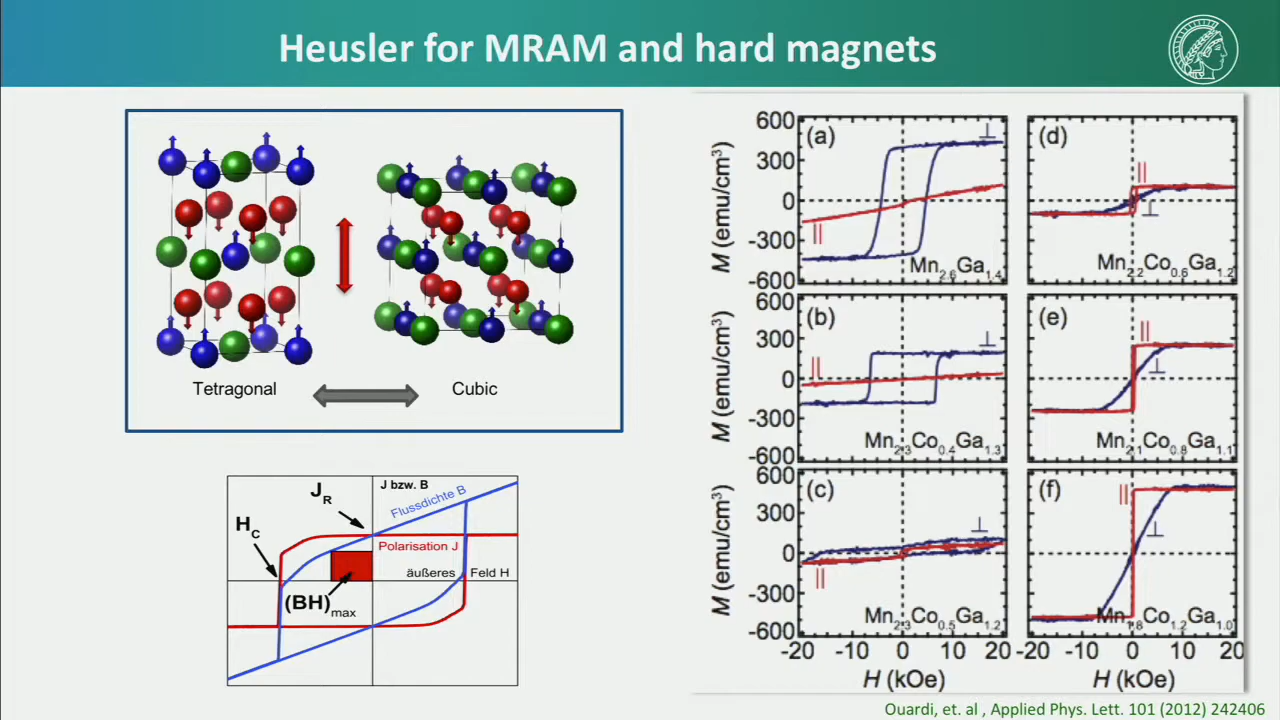 Heusler for MRAM and hard magnets
Tetragonal
Cubic
J bzw. B
Flussdichte B
J_R
H_C
Polarisation J
äußeres Feld H
(BH)max
600
300
0
-300
-600
M (emu/cm³)
(a)
⊥
||
Mn2.6Ga1.4
(d)
||
⊥
Mn2.2Co0.6Ga1.2
600
300
0
-300
-600
M (emu/cm³)
(b)
⊥
||
Mn2.3Co0.4Ga1.3
(e)
||
⊥
Mn2.1Co0.8Ga1.1
600
300
0
-300
-600
M (emu/cm³)
(c)
⊥
||
Mn2.3Co0.5Ga1.2
(f)
||
⊥
Mn1.8Co1.2Ga1.0
-20 -10 0 10 20
H (kOe)
-20 -10 0 10 20
H (kOe)
Ouardi, et. al , Applied Phys. Lett. 101 (2012) 242406